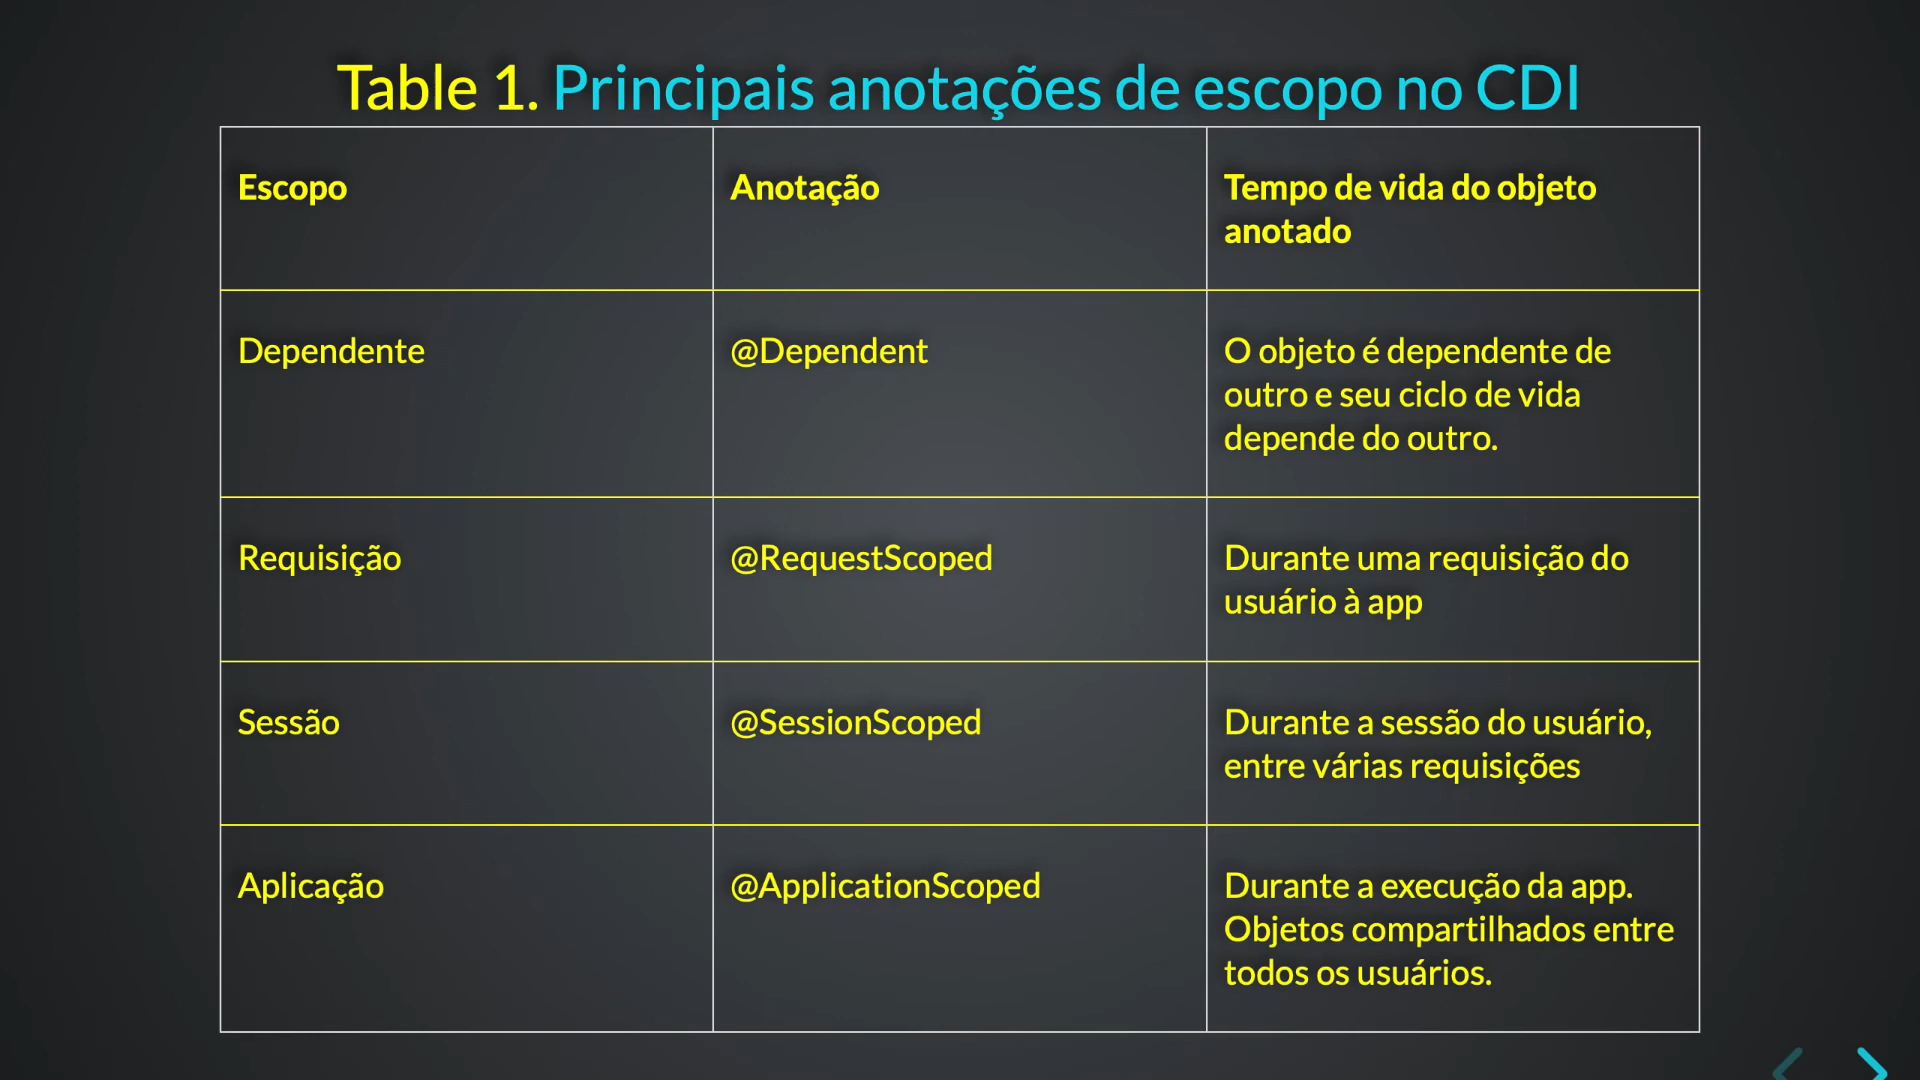 Table 1. Principais anotações de escopo no CDI
Escopo
Anotação
Tempo de vida do objeto
anotado
Dependente
@Dependent
O objeto é dependente de
outro e seu ciclo de vida
depende do outro.
Requisição
@RequestScoped
Durante uma requisição do
usuário à app
Sessão
@SessionScoped
Durante a sessão do usuário,
entre várias requisições
Aplicação
@ApplicationScoped
Durante a execução da app.
Objetos compartilhados entre
todos os usuários.